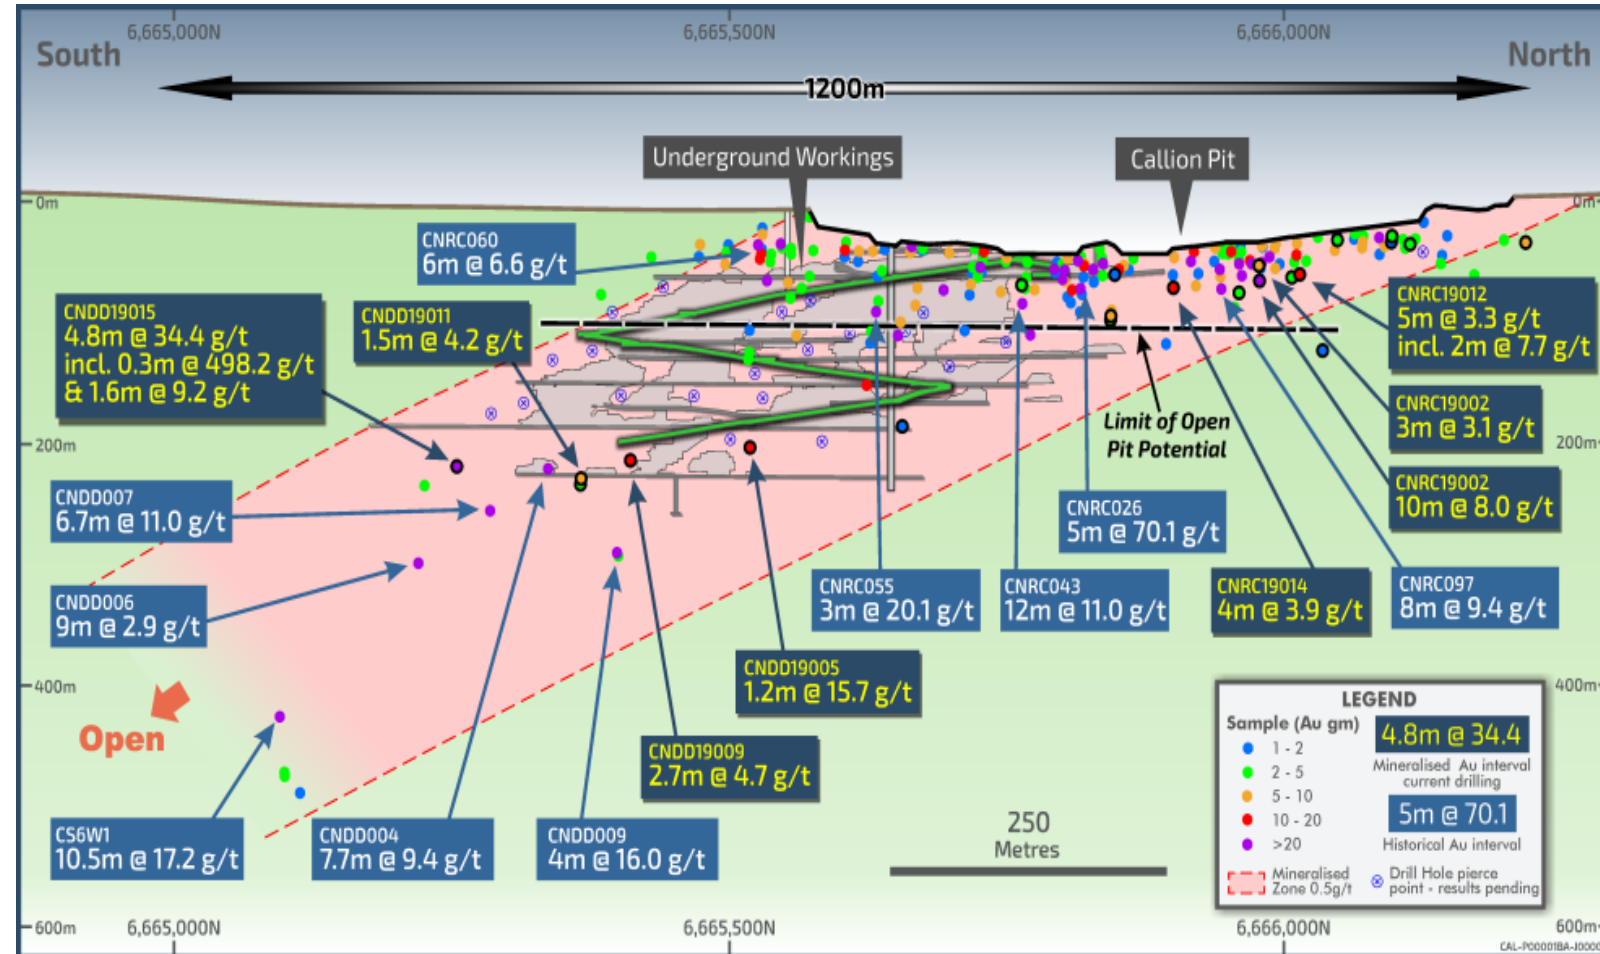 6,665,000N
6,665,500N
6,666,000N
South
North
1200m
Underground Workings
Callion Pit
0m
0m
CNRC060
6m @ 6.6 g/t
CNDD19015
4.8m @ 34.4 g/t
incl. 0.3m @ 498.2 g/t
& 1.6m @ 9.2 g/t
CNDD19011
1.5m @ 4.2 g/t
CNRC19012
5m @ 3.3 g/t
incl. 2m @ 7.7 g/t
CNRC19002
3m @ 3.1 g/t
Limit of Open
Pit Potential
200m
200m
CNRC19002
10m @ 8.0 g/t
CNDD007
6.7m @ 11.0 g/t
CNRC026
5m @ 70.1 g/t
CNDD006
9m @ 2.9 g/t
CNRC055
3m @ 20.1 g/t
CNRC043
12m @ 11.0 g/t
CNRC19014
4m @ 3.9 g/t
CNRC097
8m @ 9.4 g/t
CNDD19005
1.2m @ 15.7 g/t
400m
400m
Open
CNDD19009
2.7m @ 4.7 g/t
CS6W1
10.5m @ 17.2 g/t
CNDD004
7.7m @ 9.4 g/t
CNDD009
4m @ 16.0 g/t
250
Metres
LEGEND
Sample (Au gm)
1 - 2
2 - 5
5 - 10
10 - 20
>20
Mineralised
Zone 0.5g/t
4.8m @ 34.4
Mineralised Au interval
current drilling
5m @ 70.1
Historical Au interval
Drill Hole pierce
point - results pending
600m
600m
6,665,000N
6,665,500N
6,666,000N